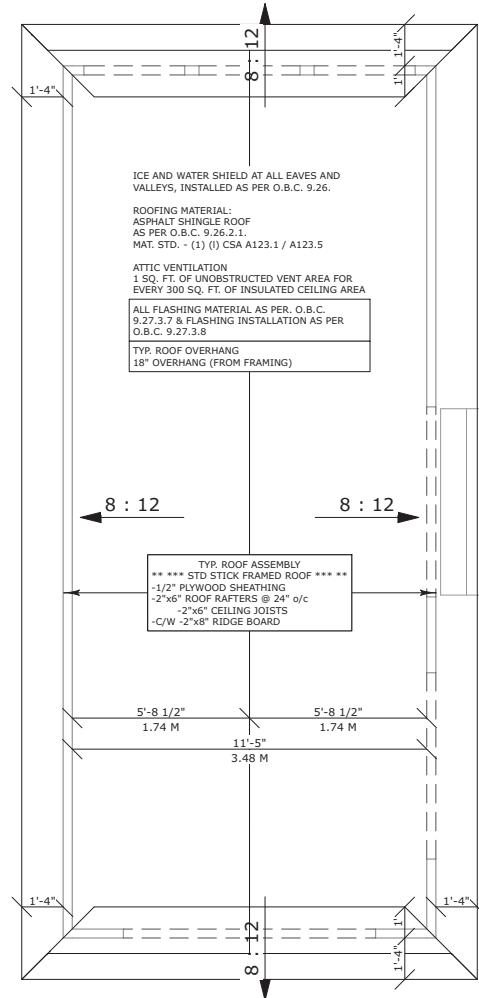 8 : 12
1'-4"
1'
1'-4"
ICE AND WATER SHIELD AT ALL EAVES AND
VALLEYS, INSTALLED AS PER O.B.C. 9.26.
ROOFING MATERIAL:
ASPHALT SHINGLE ROOF
AS PER O.B.C. 9.26.2.1.
MAT. STD. - (1) (l) CSA A123.1 / A123.5
ATTIC VENTILATION
1 SQ. FT. OF UNOBSTRUCTED VENT AREA FOR
EVERY 300 SQ. FT. OF INSULATED CEILING AREA
ALL FLASHING MATERIAL AS PER. O.B.C.
9.27.3.7 & FLASHING INSTALLATION AS PER
O.B.C. 9.27.3.8
TYP. ROOF OVERHANG
18" OVERHANG (FROM FRAMING)
8 : 12
8 : 12
TYP. ROOF ASSEMBLY
** *** STD STICK FRAMED ROOF *** **
-1/2" PLYWOOD SHEATHING
-2"x6" ROOF RAFTERS @ 24" o/c
-2"x6" CEILING JOISTS
-C/W -2"x8" RIDGE BOARD
5'-8 1/2"
5'-8 1/2"
1.74 M
1.74 M
11'-5"
3.48 M
1'-4"
1'-4"
1'
1'-4"
8 : 12